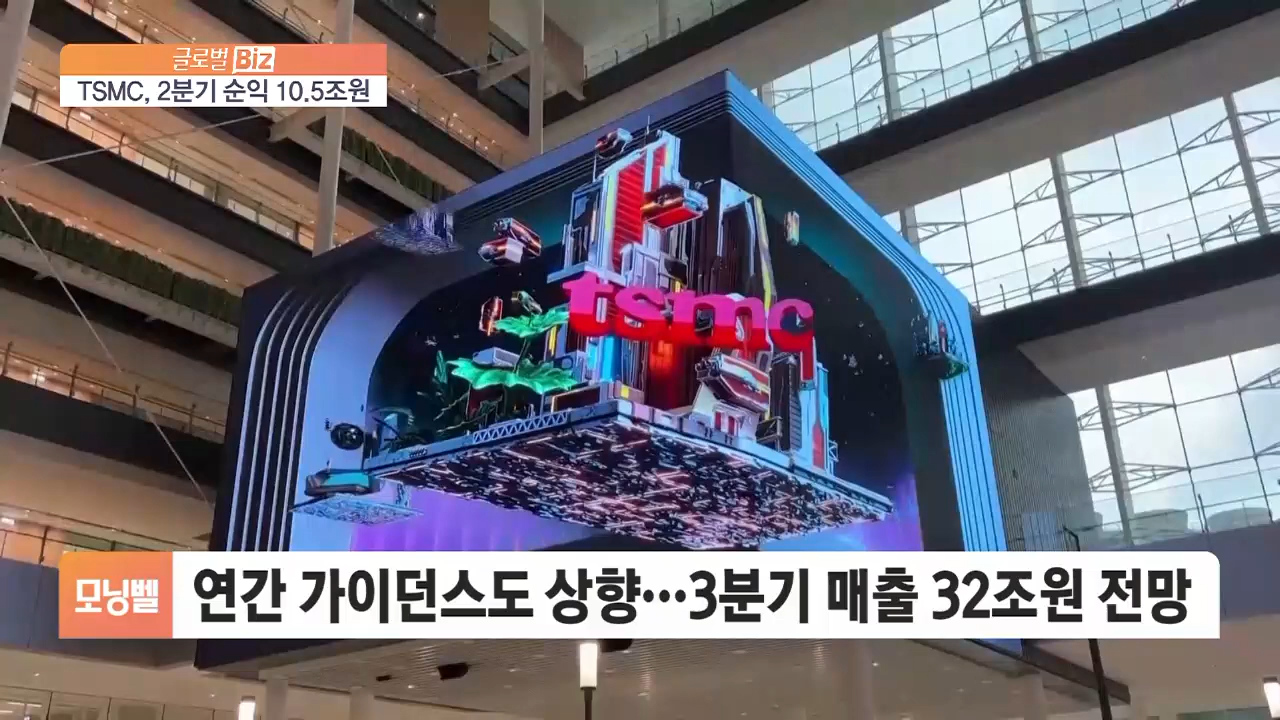 글로벌 Biz
TSMC, 2분기 순익 10.5조원
tsmc
모닝벨
연간 가이던스도 상향…3분기 매출 32조원 전망